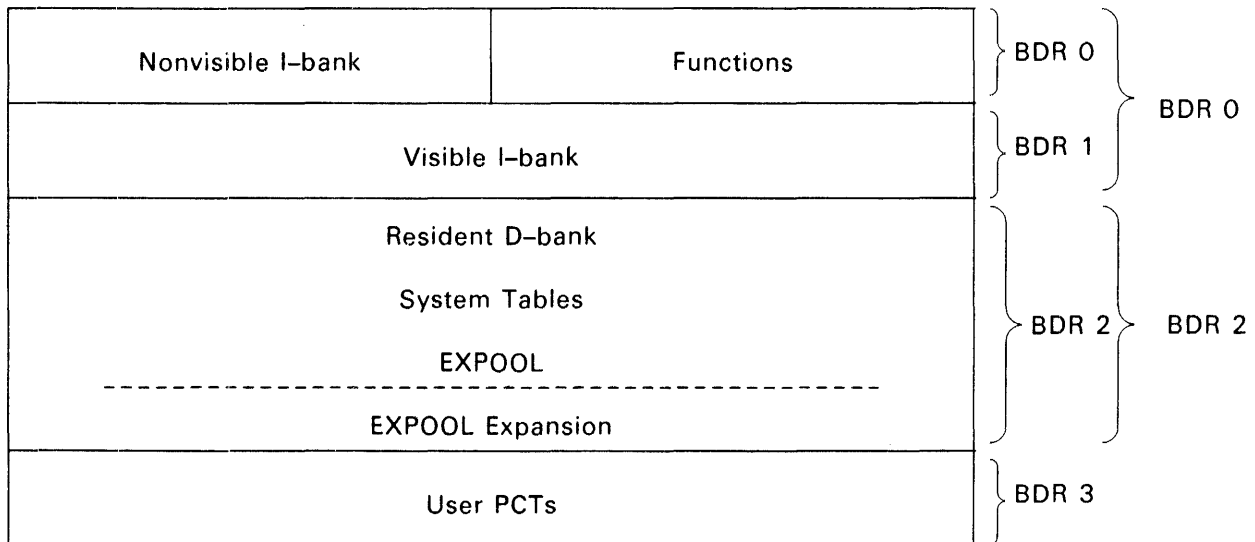 Nonvisible I-bank
Functions
BDR 0
BDR 0
Visible I-bank
BDR 1
Resident D-bank
System Tables
BDR 2
BDR 2
EXPOOL
EXPOOL Expansion
User PCTs
BDR 3